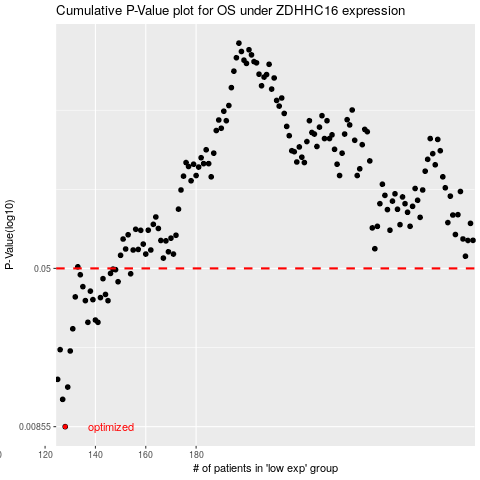 Cumulative P-Value plot for OS under ZDHHC16 expression
P-Value(log10)
0.05
0.00855
optimized
0 120 140 160 180
# of patients in 'low exp' group